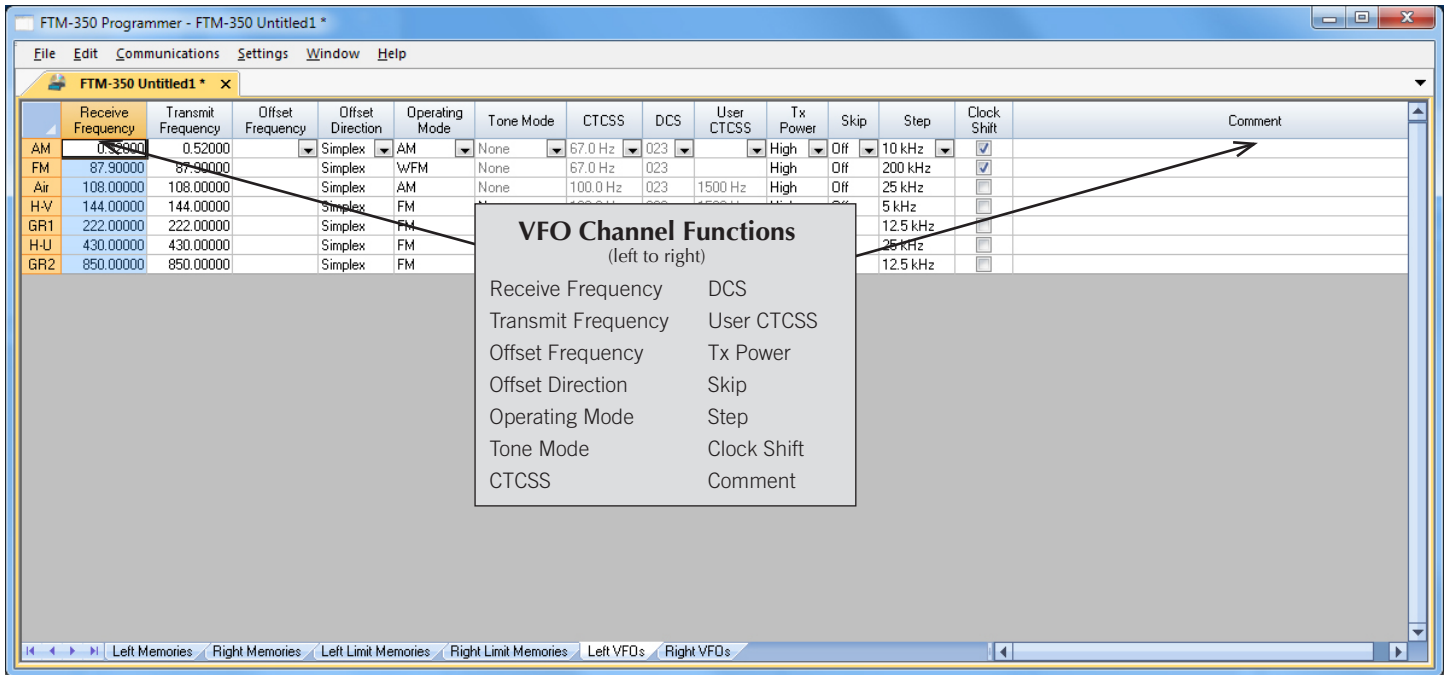 FTM-350 Programmer - FTM-350 Untitled1 *
File Edit Communications Settings Window Help
FTM-350 Untitled1 * X
Receive Frequency Transmit Frequency Offset Frequency Offset Direction Operating Mode Tone Mode CTCSS DCS User CTCSS Tx Power Skip Step Clock Shift Comment
AM 0.52000 0.52000 Simplex AM None 67.0 Hz 023 High Off 10 kHz
FM 87.90000 87.90000 Simplex WFM None 67.0 Hz 023 High Off 200 kHz
Air 108.00000 108.00000 Simplex AM None 100.0 Hz 023 1500 Hz High Off 25 kHz
H-V 144.00000 144.00000 Simplex FM 5 kHz
GR1 222.00000 222.00000 Simplex FM 12.5 kHz
H-U 430.00000 430.00000 Simplex FM 25 kHz
GR2 850.00000 850.00000 Simplex FM 12.5 kHz
VFO Channel Functions
(left to right)
Receive Frequency DCS
Transmit Frequency User CTCSS
Offset Frequency Tx Power
Offset Direction Skip
Operating Mode Step
Tone Mode Clock Shift
CTCSS Comment
Left Memories Right Memories Left Limit Memories Right Limit Memories Left VFOs Right VFOs